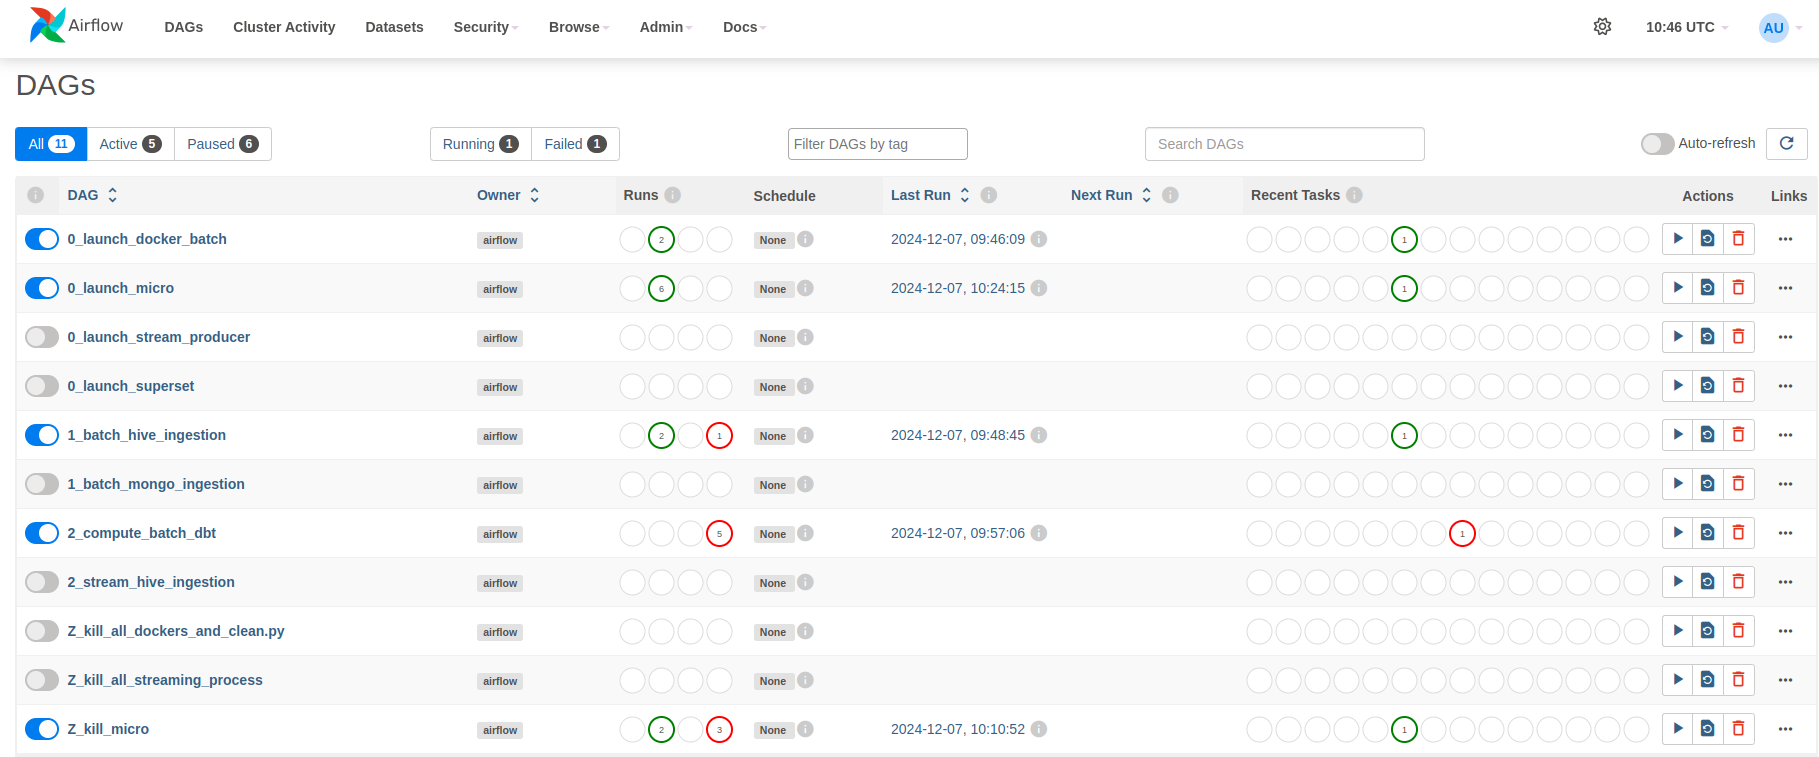 Airflow DAGs Cluster Activity Datasets Security Browse Admin Docs 10:46 UTC AU
DAGs
All 11 Active 5 Paused 6 Running 1 Failed 1 Filter DAGs by tag Search DAGs Auto-refresh
DAG Owner Runs Schedule Last Run Next Run Recent Tasks Actions Links
0_launch_docker_batch airflow 2 None 2024-12-07, 09:46:09 1
0_launch_micro airflow 6 None 2024-12-07, 10:24:15 1
0_launch_stream_producer airflow None
0_launch_superset airflow None
1_batch_hive_ingestion airflow 2 1 None 2024-12-07, 09:48:45 1
1_batch_mongo_ingestion airflow None
2_compute_batch_dbt airflow 5 None 2024-12-07, 09:57:06 1
2_stream_hive_ingestion airflow None
Z_kill_all_dockers_and_clean.py airflow None
Z_kill_all_streaming_process airflow None
Z_kill_micro airflow 2 3 None 2024-12-07, 10:10:52 1